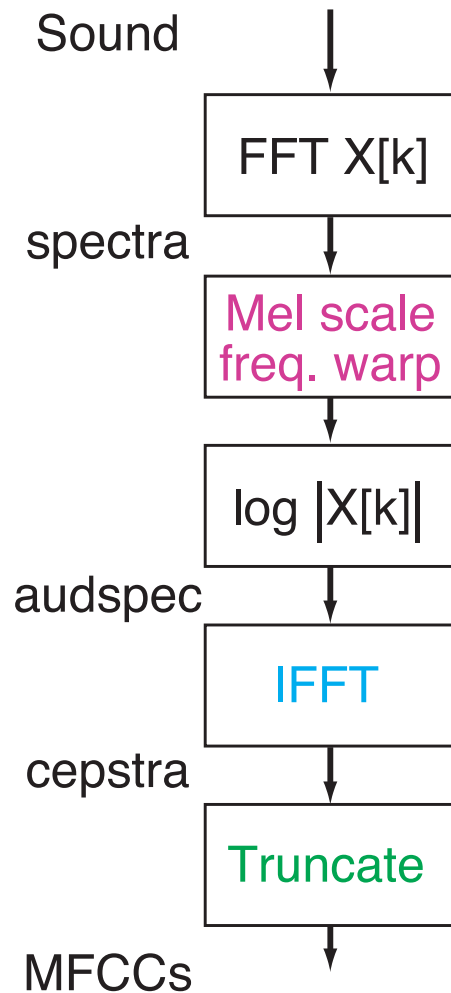 Sound
FFT X[k]
spectra
Mel scale
freq. warp
log |X[k]|
audspec
IFFT
cepstra
Truncate
MFCCs